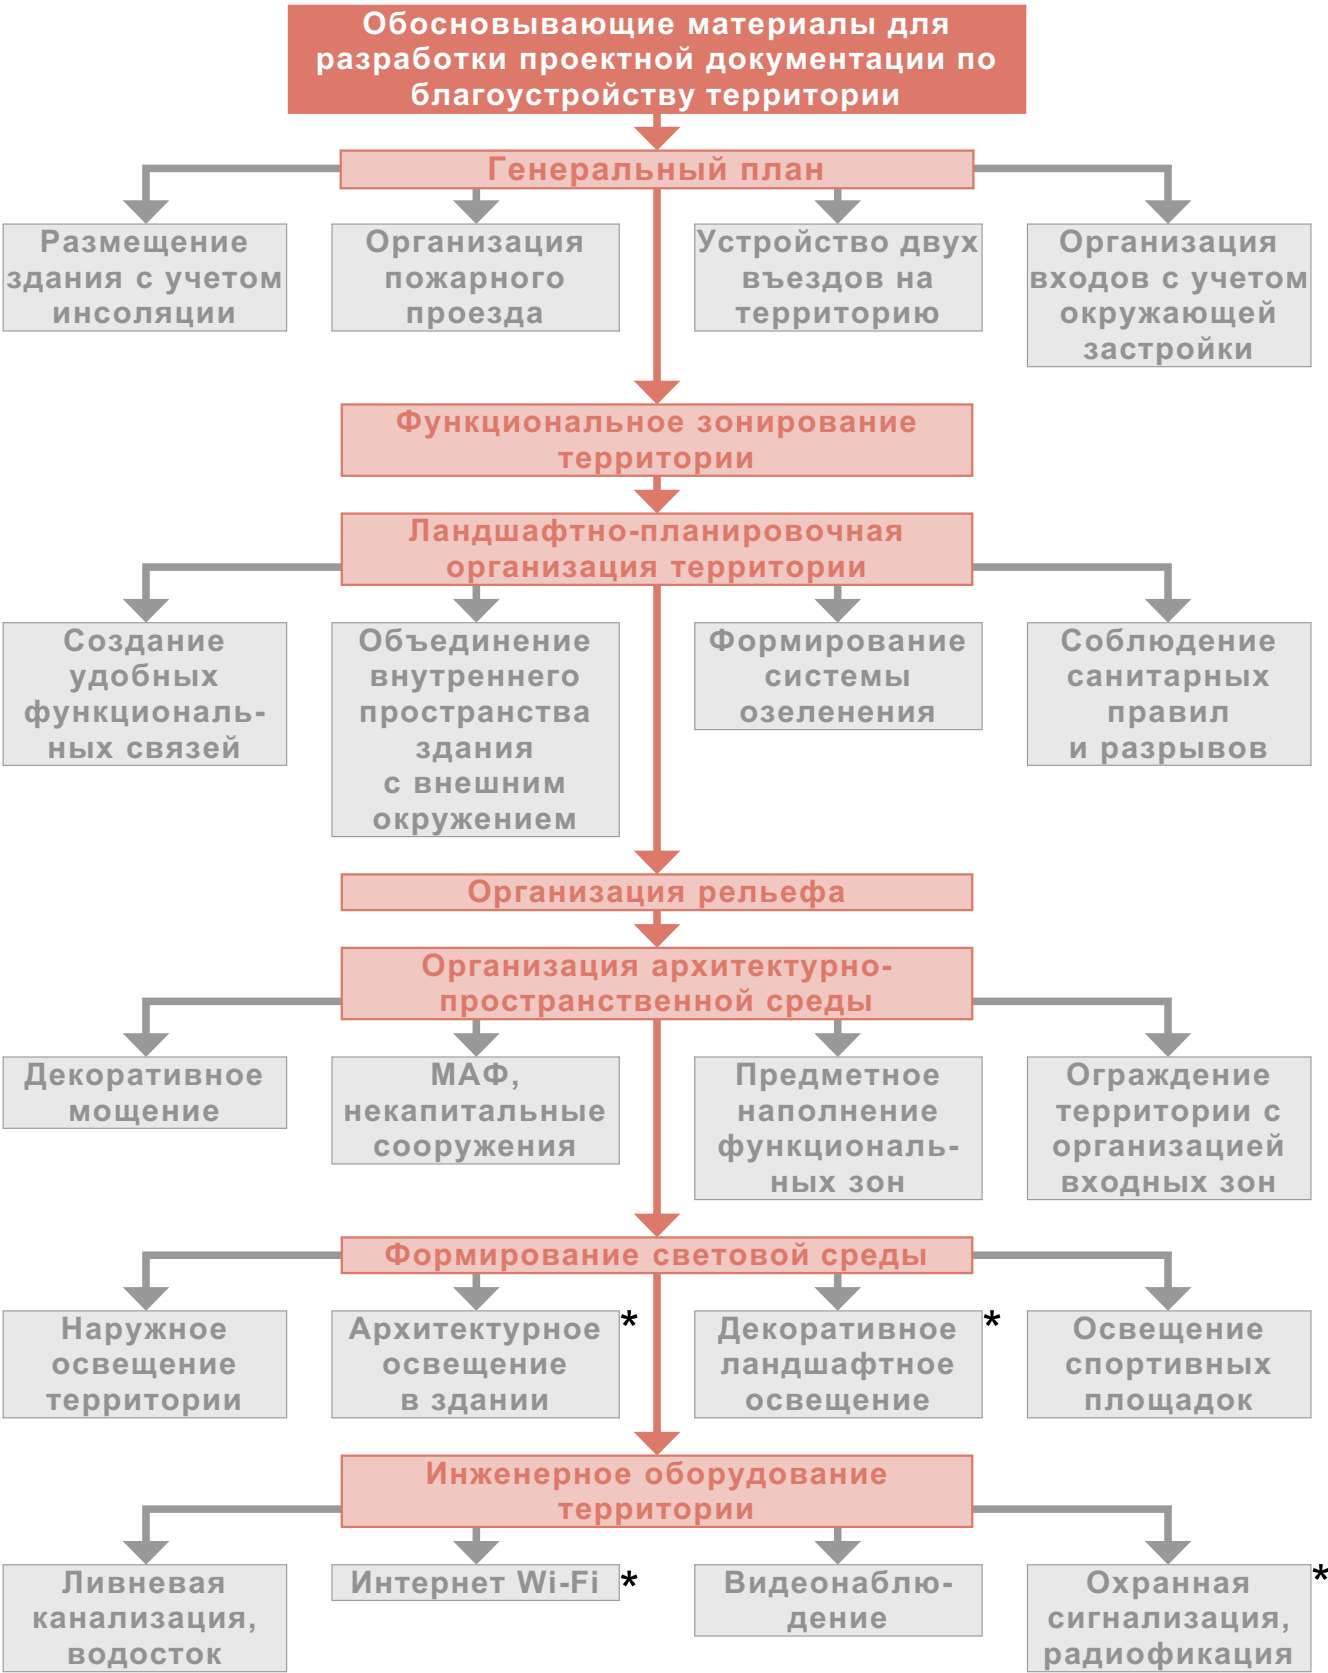 Обосновывающие материалы для
разработки проектной документации по
благоустройству территории
Генеральный план
Размещение
здания с учетом
инсоляции
Организация
пожарного
проезда
Устройство двух
въездов на
территорию
Организация
входов с учетом
окружающей
застройки
Функциональное зонирование
территории
Ландшафтно-планировочная
организация территории
Создание
удобных
функциональ-
ных связей
Объединение
внутреннего
пространства
здания
с внешним
окружением
Формирование
системы
озеленения
Соблюдение
санитарных
правил
и разрывов
Организация рельефа
Организация архитектурно-
пространственной среды
Декоративное
мощение
МАФ,
некапитальные
сооружения
Предметное
наполнение
функциональ-
ных зон
Ограждение
территории с
организацией
входных зон
Формирование световой среды
Наружное
освещение
территории
Архитектурное *
освещение
в здании
Декоративное *
ландшафтное
освещение
Освещение
спортивных
площадок
Инженерное оборудование
территории
Ливневая
канализация,
водосток
Интернет Wi-Fi *
Видеонаблю-
дение
Охранная *
сигнализация,
радиофикация